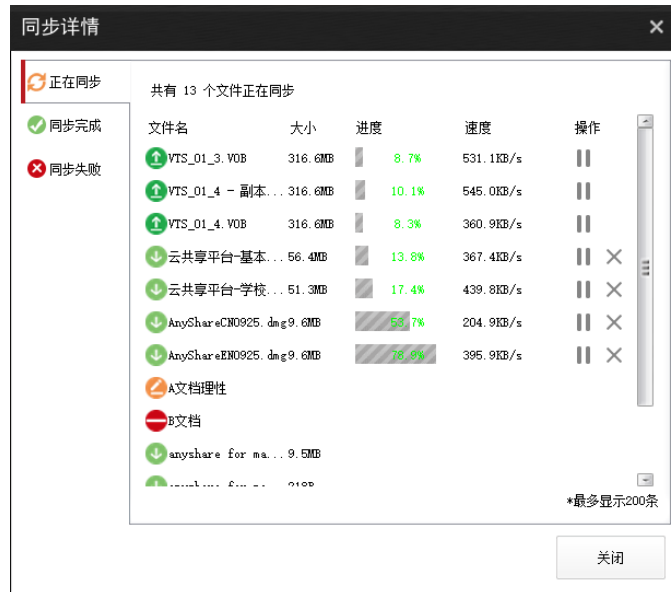 同步详情
正在同步
同步完成
同步失败
共有 13 个文件正在同步
文件名 大小 进度 速度 操作
VTS_01_3.VOB 316.6MB 8.7% 531.1KB/s
VTS_01_4 - 副本... 316.6MB 10.1% 545.0KB/s
VTS_01_4.VOB 316.6MB 8.3% 360.9KB/s
云共享平台-基本... 56.4MB 13.8% 367.4KB/s
云共享平台-学校... 51.3MB 17.4% 439.8KB/s
AnyShareCN0925.dmg 9.6MB 53.7% 204.9KB/s
AnyShareEN0925.dmg 9.6MB 395.9KB/s
A文档理性
B文档
anyshare for ma... 9.5MB
*最多显示200条
关闭